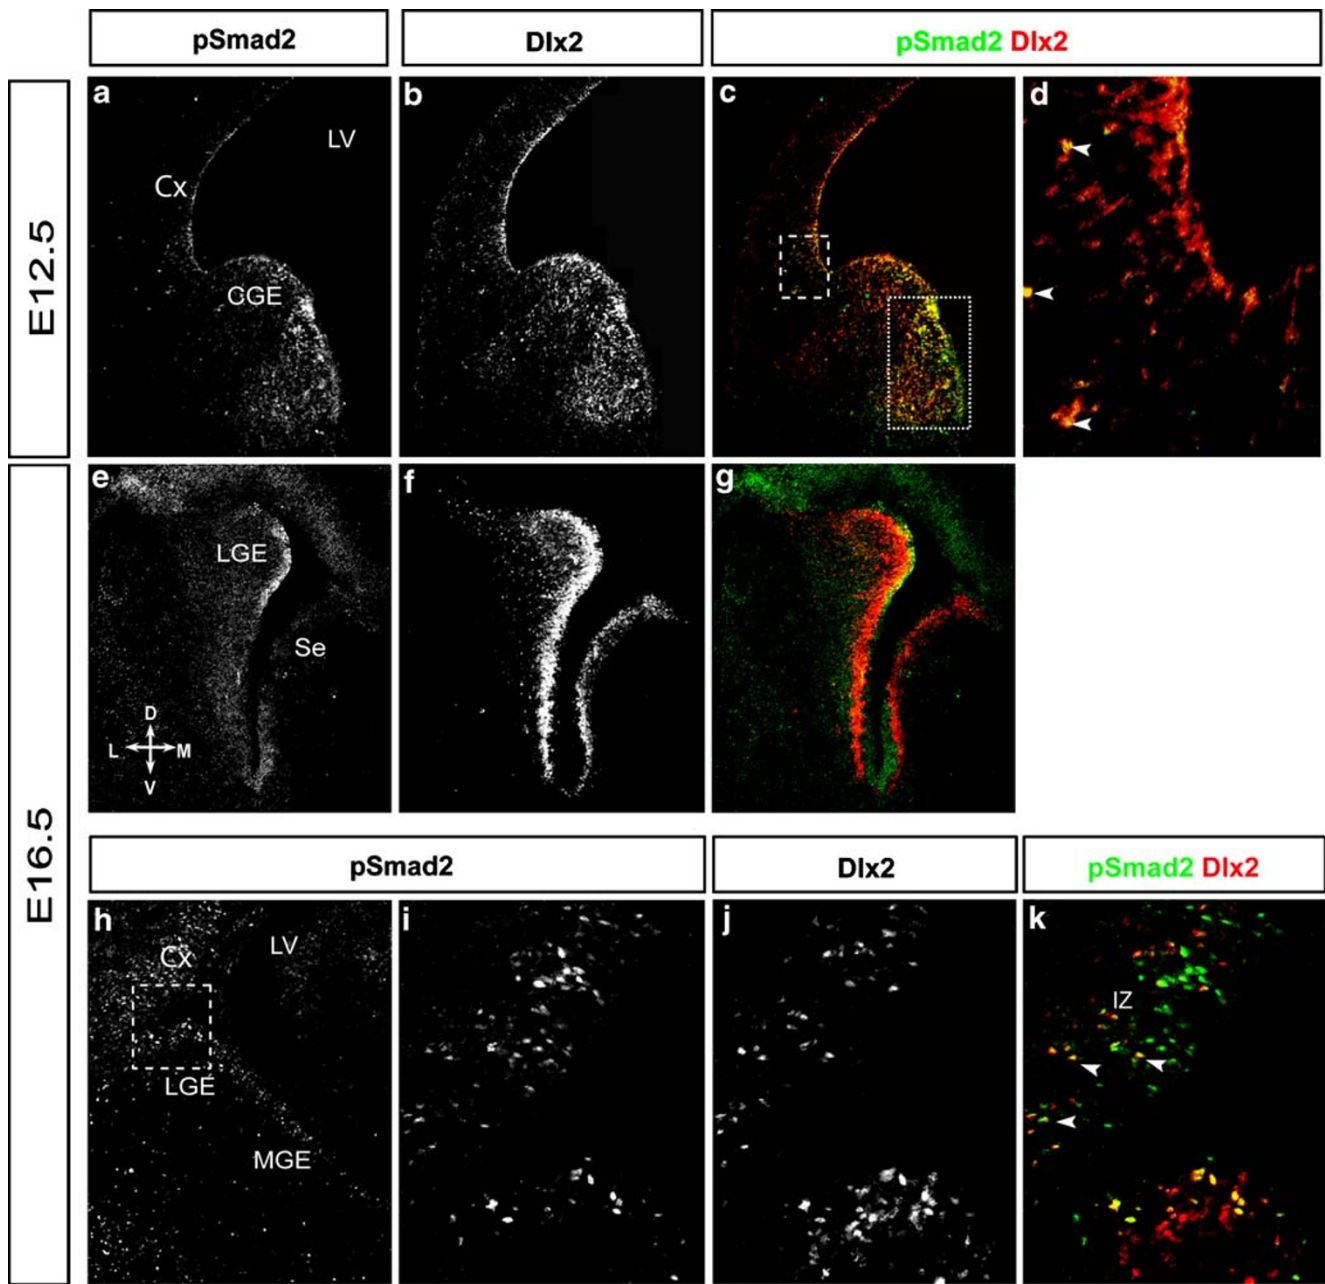 pSmad2
Dlx2
pSmad2 Dlx2
E12.5
a
LV
Cx
CGE
b
c
d
E16.5
e
LGE
Se
D
L M
V
f
g
pSmad2
Dlx2
pSmad2 Dlx2
h
Cx
LV
LGE
MGE
i
j
k
IZ